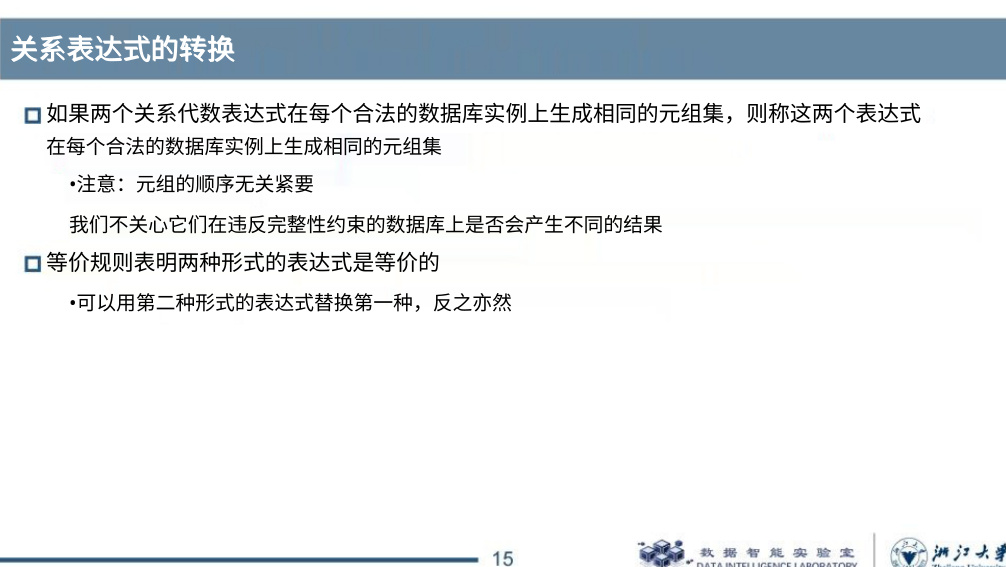 关系表达式的转换
如果两个关系代数表达式在每个合法的数据库实例上生成相同的元组集，则称这两个表达式
在每个合法的数据库实例上生成相同的元组集
•注意：元组的顺序无关紧要
我们不关心它们在违反完整性约束的数据库上是否会产生不同的结果
等价规则表明两种形式的表达式是等价的
•可以用第二种形式的表达式替换第一种，反之亦然
15
数据智能实验室
DATA INTELLIGENCE LABORATORY
浙江大学